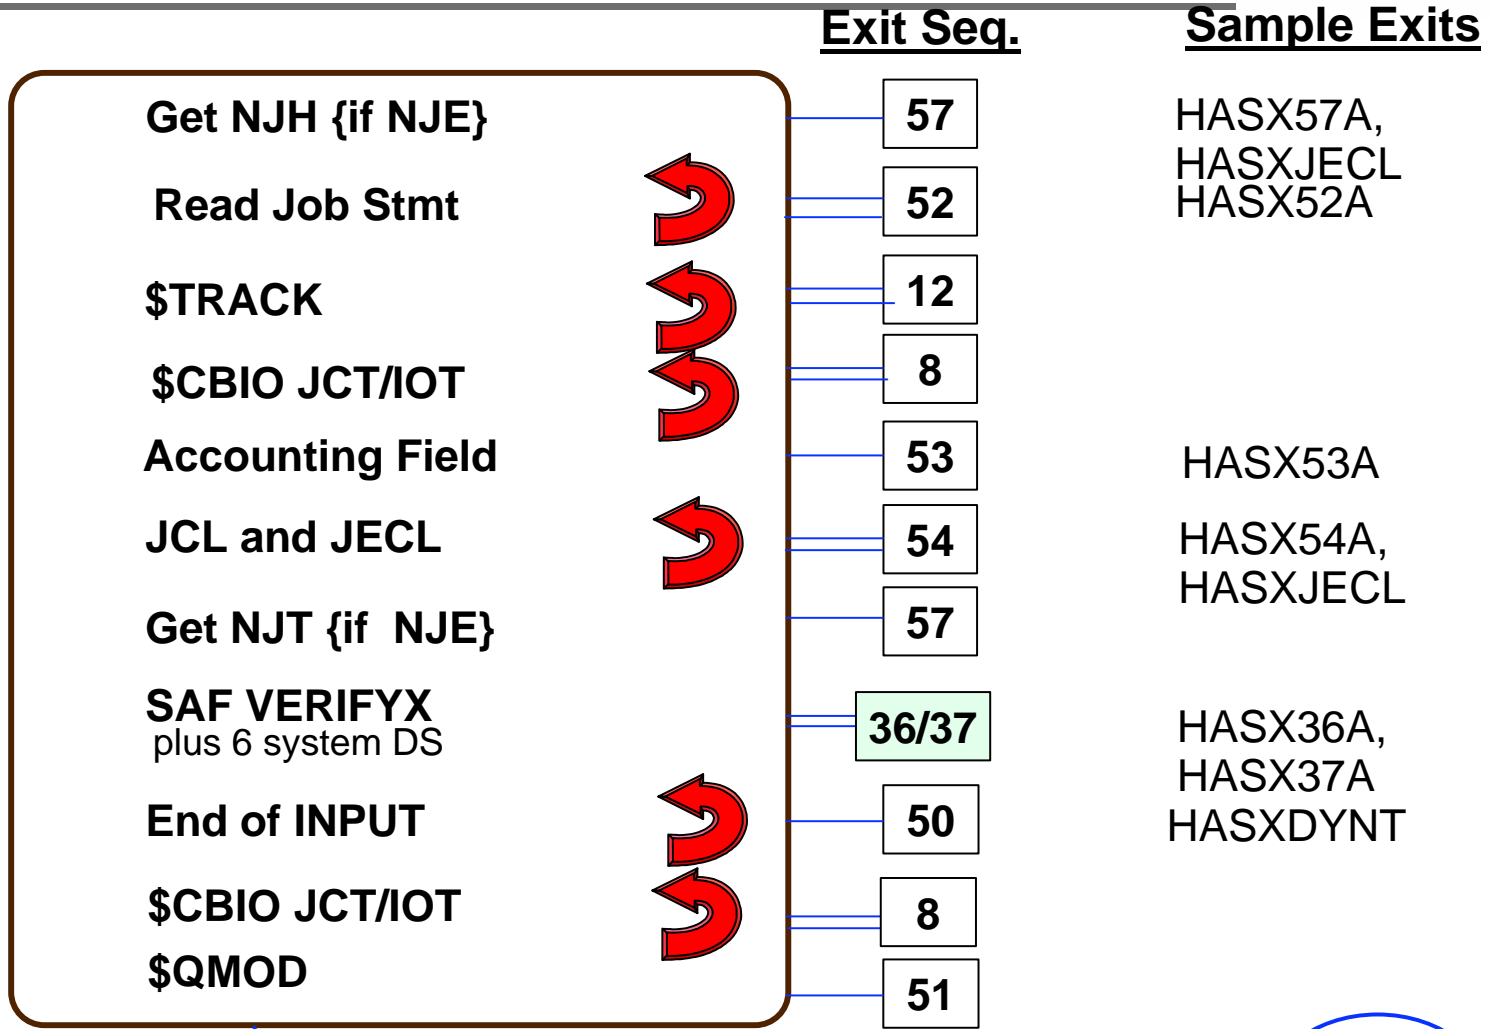 Exit Seq. Sample Exits
Get NJH {if NJE} 57 HASX57A,
HASXJECL
Read Job Stmt 52 HASX52A
$TRACK 12
$CBIO JCT/IOT 8
Accounting Field 53 HASX53A
JCL and JECL 54 HASX54A,
HASXJECL
Get NJT {if NJE} 57
SAF VERIFYX 36/37 HASX36A,
plus 6 system DS
HASX37A
End of INPUT 50 HASXDYNT
$CBIO JCT/IOT 8
$QMOD 51